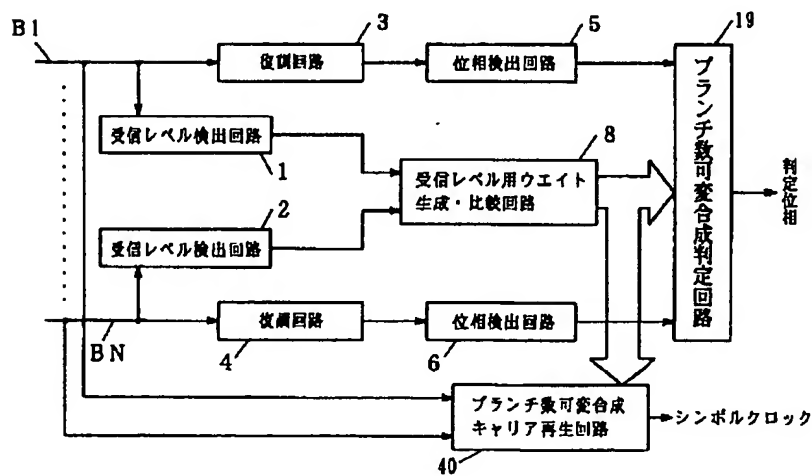 B1
3
復調回路
5
位相検出回路
19
ブランチ数可変合成判定回路
受信レベル検出回路
1
8
受信レベル用ウエイト
生成・比較回路
判定位相
2
受信レベル検出回路
BN
復調回路
4
位相検出回路
6
ブランチ数可変合成
キャリア再生回路
40
シンボルクロック